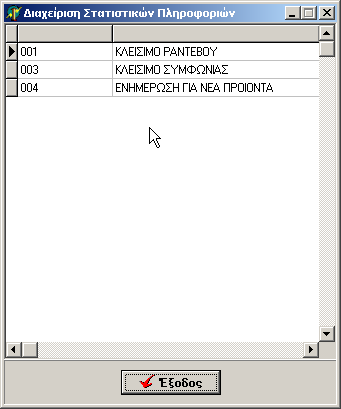 Διαχείριση Στατιστικών Πληροφοριών
001 ΚΛΕΙΣΙΜΟ ΡΑΝΤΕΒΟΥ
003 ΚΛΕΙΣΙΜΟ ΣΥΜΦΩΝΙΑΣ
004 ΕΝΗΜΕΡΩΣΗ ΓΙΑ ΝΕΑ ΠΡΟΙΟΝΤΑ
Έξοδος